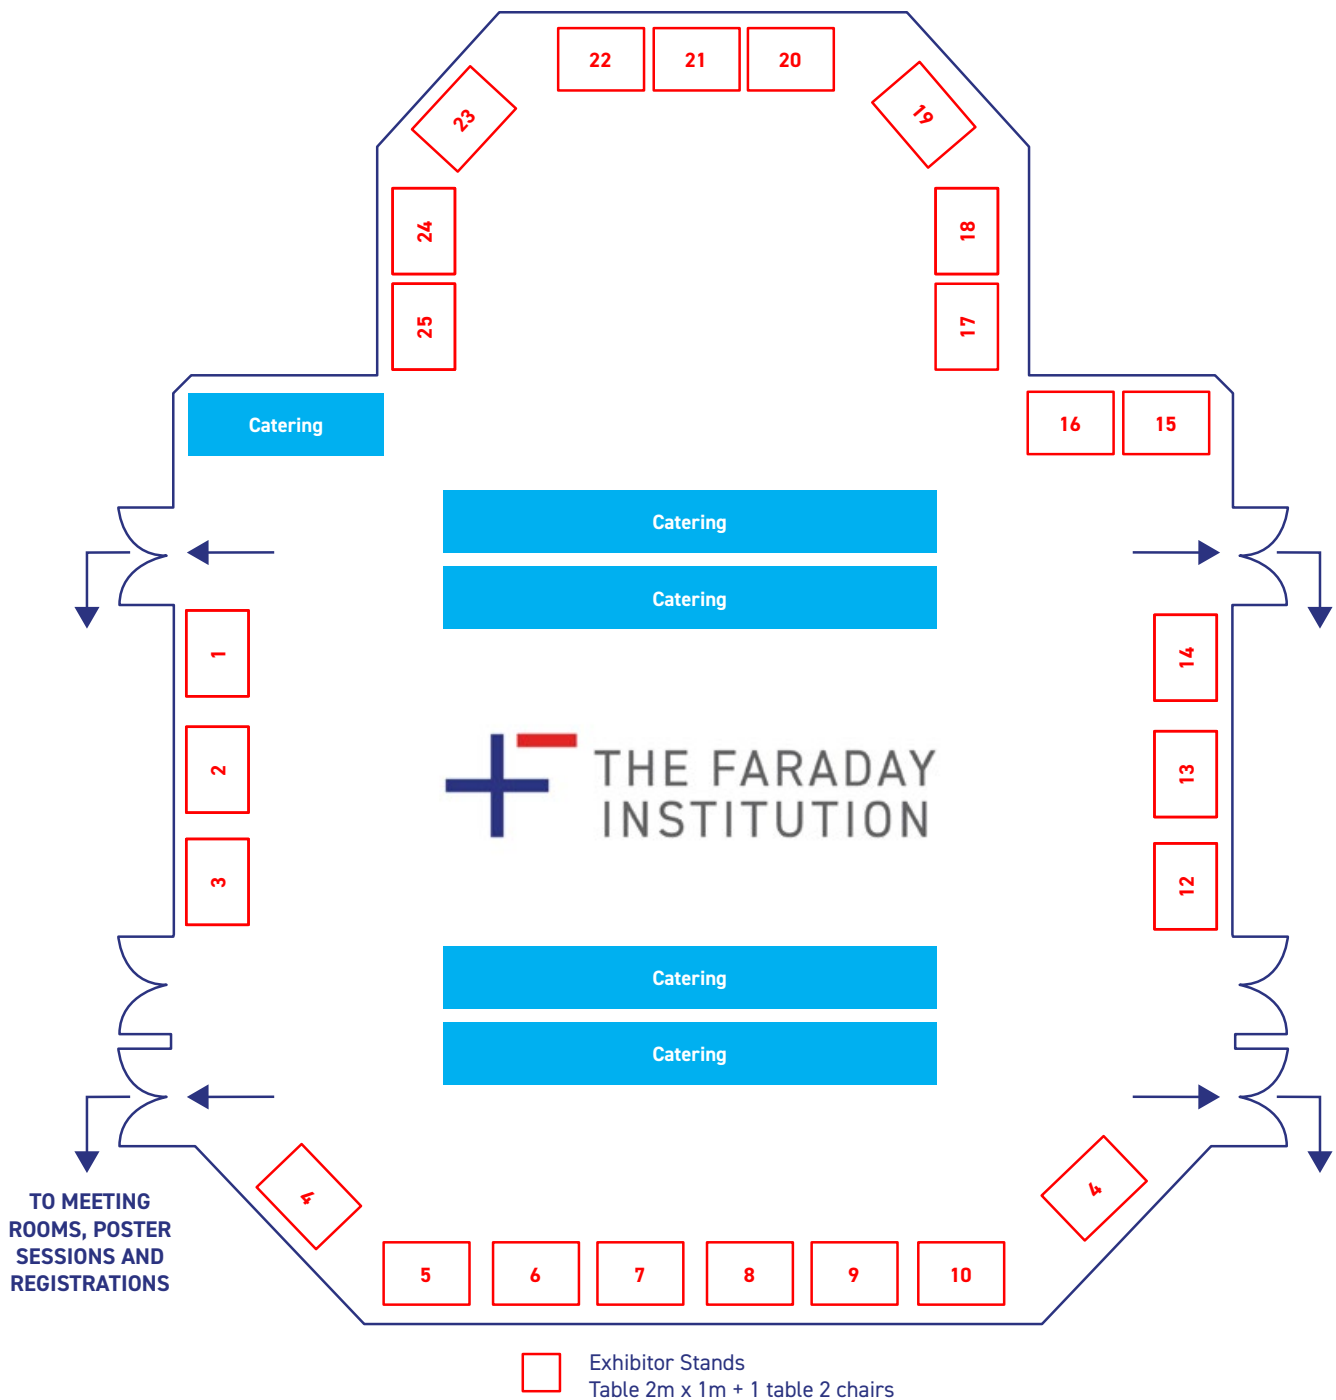 22 21 20
23
19
24
18
25
17
Catering
16 15
Catering
Catering
1
14
2
13
THE FARADAY
INSTITUTION
3
12
Catering
Catering
4
4
TO MEETING
ROOMS, POSTER
SESSIONS AND
REGISTRATIONS
5 6 7 8 9 10
Exhibitor Stands
Table 2m x 1m + 1 table 2 chairs